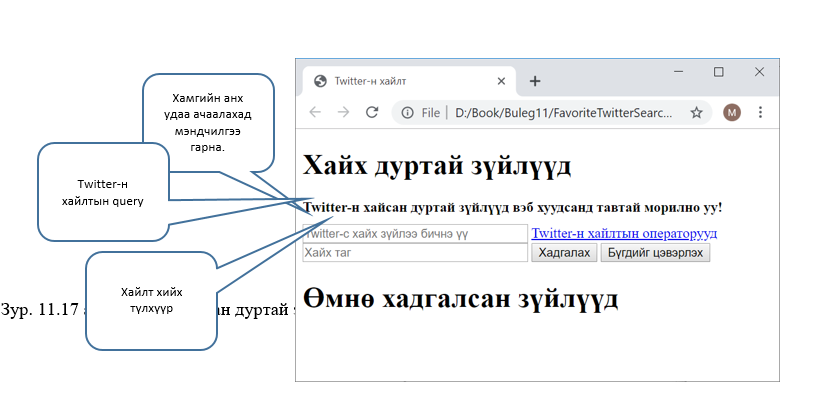 Хамгийн анх
удаа ачаалахад
мэндчилгээ
гарна.
Twitter-н
хайлтын query
Хайлт хийх
түлхүүр
Twitter-н хайлт
File | D:/Book/Buleg11/FavoriteTwitterSearc...
M
Хайх дуртай зүйлүүд
Twitter-н хайсан дуртай зүйлүүд вэб хуудсанд тавтай морилно уу!
Twitter-с хайх зүйлээ бичнэ үү Twitter-н хайлтын операторууд
Хайх таг Хадгалах Бүгдийг цэвэрлэх
Өмнө хадгалсан зүйлүүд
Зур. 11.17 ан дуртай